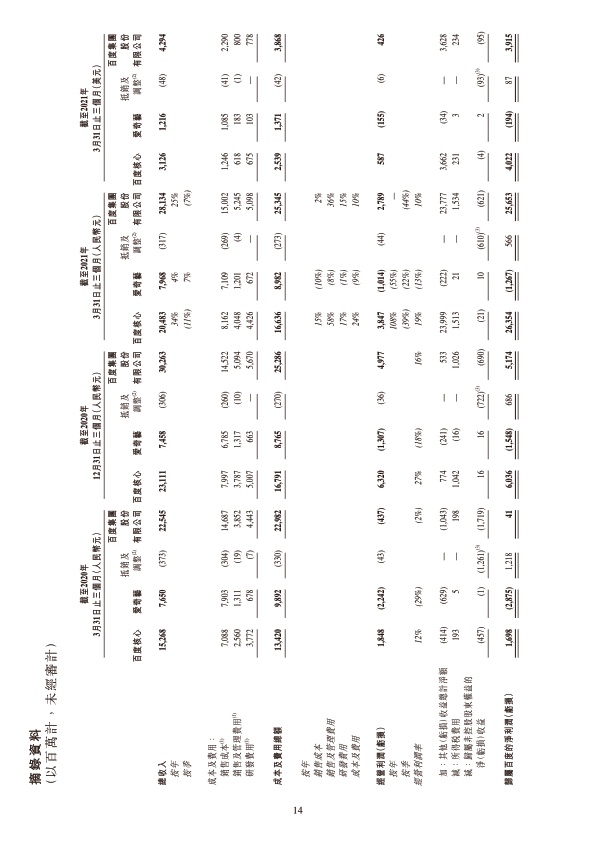 摘錄資料
(以百萬計，未經審計)
截至2020年 截至2020年 截至2021年 截至2021年
3月31日止三個月(人民幣元) 12月31日止三個月(人民幣元) 3月31日止三個月(人民幣元) 3月31日止三個月(美元)
百度集團 百度集團 百度集團 百度集團
抵銷及 股份 抵銷及 股份 抵銷及 股份 抵銷及 股份
百度核心 愛奇藝 調整(2) 有限公司 百度核心 愛奇藝 調整(2) 有限公司 百度核心 愛奇藝 調整(2) 有限公司 百度核心 愛奇藝 調整(2) 有限公司
總收入 15,268 7,650 (373) 22,545 23,111 7,458 (306) 30,263 20,483 7,968 (317) 28,134 3,126 1,216 (48) 4,294
按年 34% 4% 25%
按季 (11%) 7% (7%)
成本及費用：
銷售成本(1) 7,088 7,903 (304) 14,687 7,997 6,785 (260) 14,522 8,162 7,109 (269) 15,002 1,246 1,085 (41) 2,290
銷售及管理費用(1) 2,560 1,311 (19) 3,852 3,787 1,317 (10) 5,094 4,048 1,201 (4) 5,245 618 183 (1) 800
研發費用(1) 3,772 678 (7) 4,443 5,007 663 — 5,670 4,426 672 — 5,098 675 103 — 778
成本及費用總額 13,420 9,892 (330) 22,982 16,791 8,765 (270) 25,286 16,636 8,982 (273) 25,345 2,539 1,371 (42) 3,868
按年
銷售成本 15% (10%) 2%
銷售及管理費用 58% (8%) 36%
研發費用 17% (1%) 15%
成本及費用 24% (9%) 10%
經營利潤(虧損) 1,848 (2,242) (43) (437) 6,320 (1,307) (36) 4,977 3,847 (1,014) (44) 2,789 587 (155) (6) 426
按年 108% (55%) —
按季 (39%) (22%) (44%)
經營利潤率 12% (29%) (2%) 27% (18%) 16% 19% (13%) 10%
加：其他(虧損)收益總計淨額 (414) (629) — (1,043) 774 (241) — 533 23,999 (222) — 23,777 3,662 (34) — 3,628
減：所得稅費用 193 5 — 198 1,042 (16) — 1,026 1,513 21 — 1,534 231 3 — 234
減：歸屬非控股股東權益的
淨(虧損)收益 (457) (1) (1,261)(3) (1,719) 16 16 (722)(3) (690) (21) 10 (610)(3) (621) (4) 2 (93)(3) (95)
歸屬百度的淨利潤(虧損) 1,698 (2,875) 1,218 41 6,036 (1,548) 686 5,174 26,354 (1,267) 566 25,653 4,022 (194) 87 3,915
14